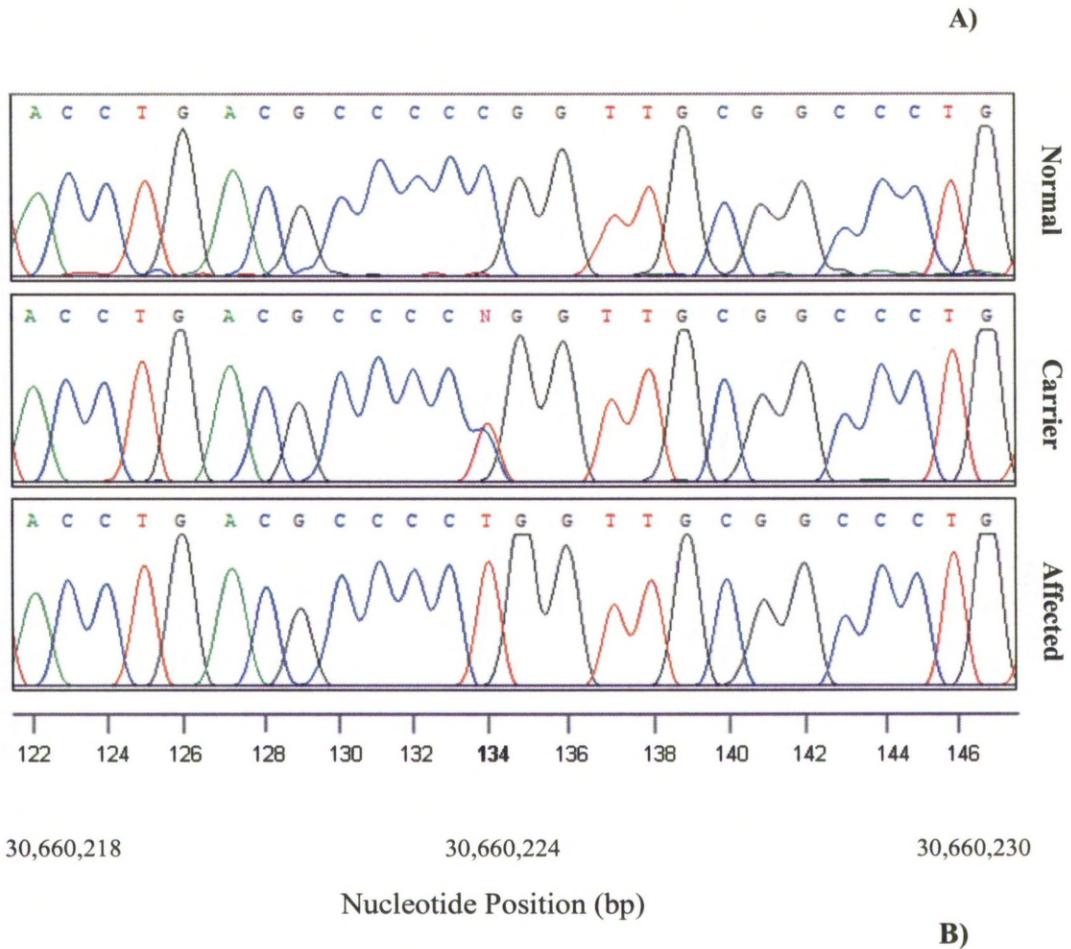 A)
A C C T G A C G C C C C C G G T T G C G G C C C T G
Normal
A C C T G A C G C C C C N G G T T G C G G C C C T G
Carrier
A C C T G A C G C C C C T G G T T G C G G C C C T G
Affected
122 124 126 128 130 132 134 136 138 140 142 144 146
30,660,218 30,660,224 30,660,230
Nucleotide Position (bp)
B)